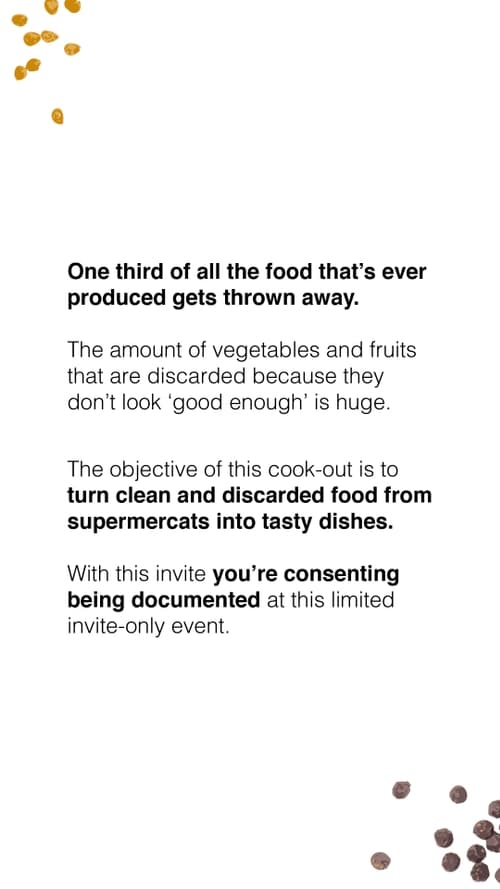 One third of all the food that’s ever
produced gets thrown away.
The amount of vegetables and fruits
that are discarded because they
don’t look ‘good enough’ is huge.
The objective of this cook-out is to
turn clean and discarded food from
supermercats into tasty dishes.
With this invite you’re consenting
being documented at this limited
invite-only event.